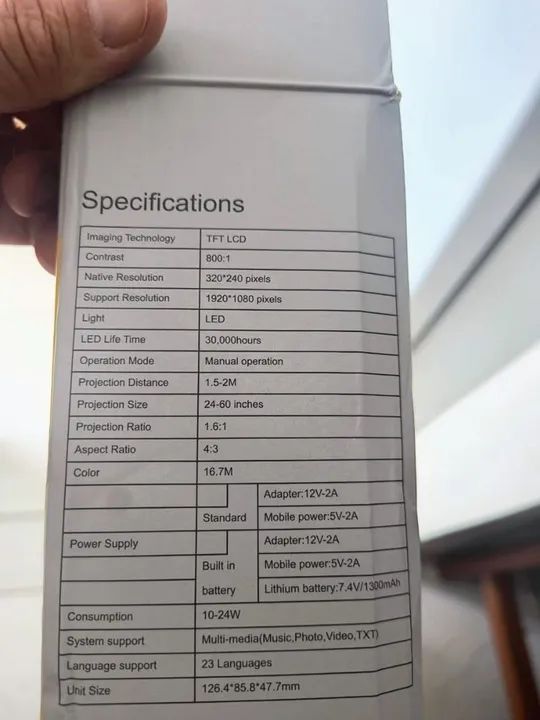 Specifications
Imaging Technology TFT LCD
Contrast 800:1
Native Resolution 320*240 pixels
Support Resolution 1920*1080 pixels
Light LED
LED Life Time 30,000hours
Operation Mode Manual operation
Projection Distance 1.5-2M
Projection Size 24-60 inches
Projection Ratio 1.6:1
Aspect Ratio 4:3
Color 16.7M
Power Supply
Standard
Adapter:12V-2A
Mobile power:5V-2A
Built in
battery
Adapter:12V-2A
Mobile power:5V-2A
Lithium battery:7.4V/1300mAh
Consumption 10-24W
System support Multi-media(Music,Photo,Video,TXT)
Language support 23 Languages
Unit Size 126.4*85.8*47.7mm